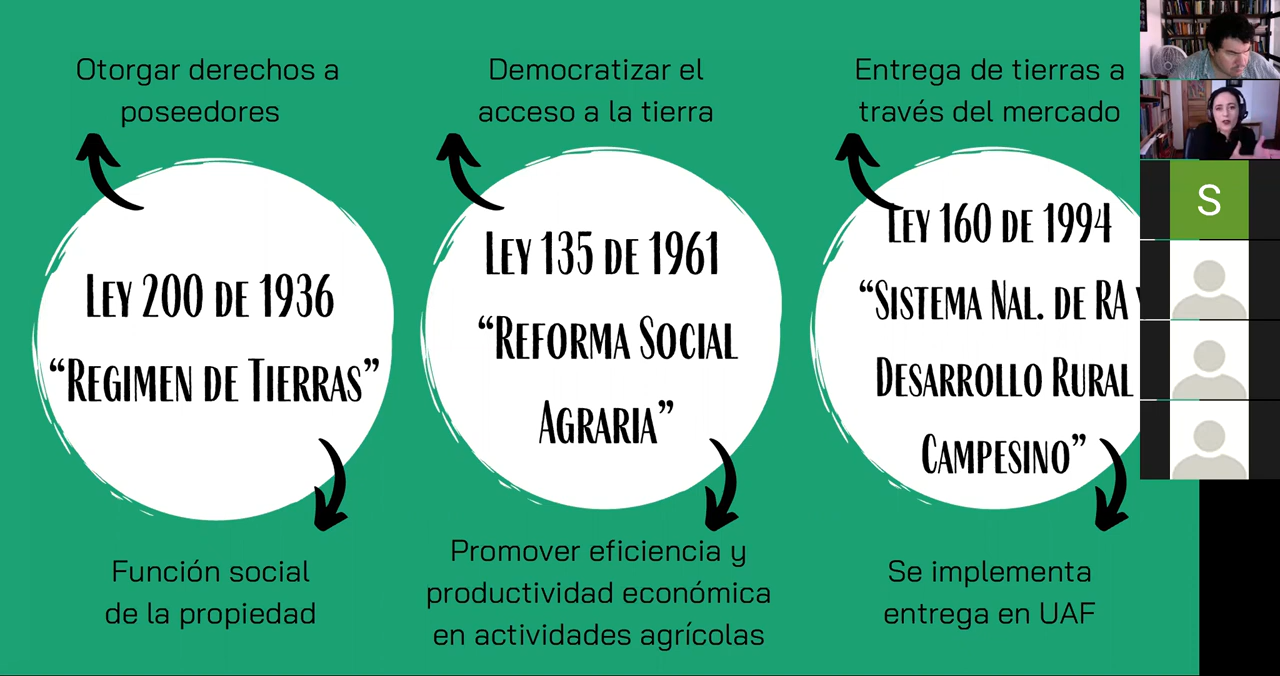 Otorgar derechos a
poseedores
Ley 200 de 1936
“Regimen de Tierras”
Función social
de la propiedad
Democratizar el
acceso a la tierra
Ley 135 de 1961
“Reforma Social
Agraria”
Promover eficiencia y
productividad económica
en actividades agrícolas
Entrega de tierras a
través del mercado
Ley 160 de 1994
“Sistema Nal. de RA
Desarrollo Rural
Campesino”
Se implementa
entrega en UAF
S